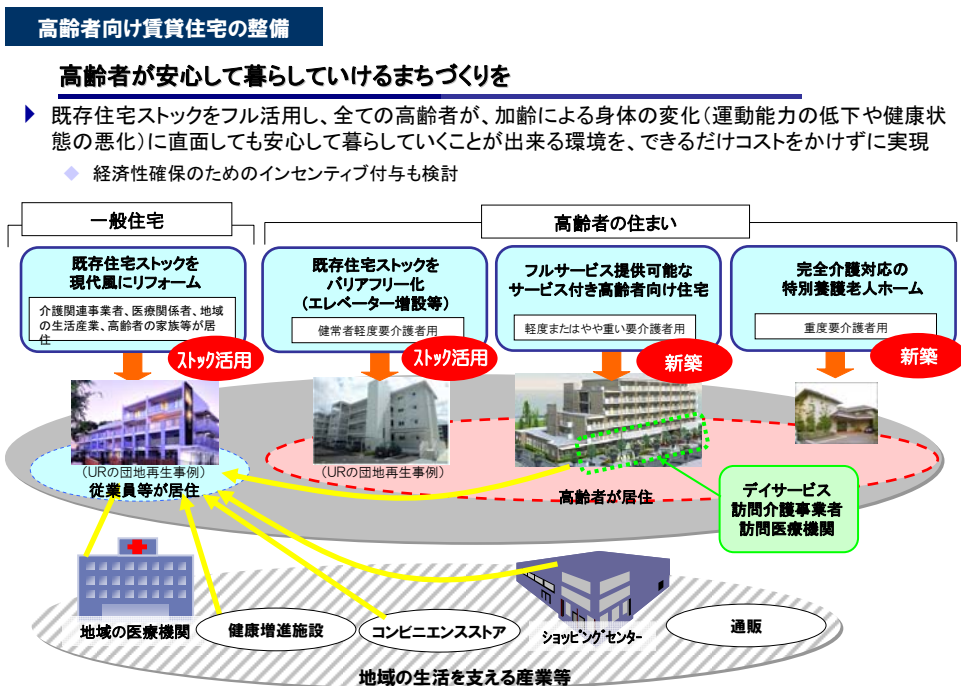 高齢者向け賃貸住宅の整備
高齢者が安心して暮らしていけるまちづくりを
既存住宅ストックをフル活用し、全ての高齢者が、加齢による身体の変化（運動能力の低下や健康状
態の悪化）に直面しても安心して暮らしていくことが出来る環境を、できるだけコストをかけずに実現
経済性確保のためのインセンティブ付与も検討
一般住宅
高齢者の住まい
既存住宅ストックを
現代風にリフォーム
介護関連事業者、医療関係者、地域
の生活産業、高齢者の家族等が居
住
ストック活用
既存住宅ストックを
バリアフリー化
（エレベーター増設等）
健常者軽度要介護者用
ストック活用
フルサービス提供可能な
サービス付き高齢者向け住宅
軽度またはやや重い要介護者用
新築
完全介護対応の
特別養護老人ホーム
重度要介護者用
新築
（URの団地再生事例）
従業員等が居住
（URの団地再生事例）
高齢者が居住
デイサービス
訪問介護事業者
訪問医療機関
地域の医療機関
健康増進施設
コンビニエンスストア
ショッピングセンター
通販
地域の生活を支える産業等